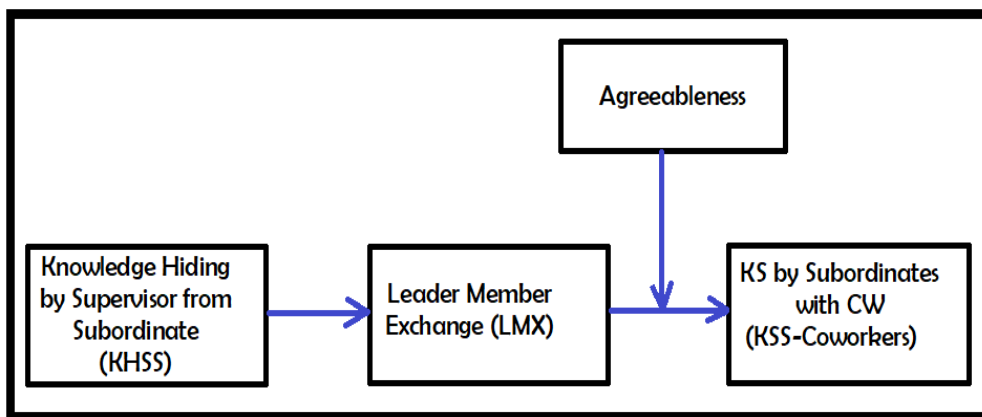 Agreeableness
Knowledge Hiding
by Supervisor from
Subordinate
(KHSS)
Leader Member
Exchange (LMX)
KS by Subordinates
with CW
(KSS-Coworkers)